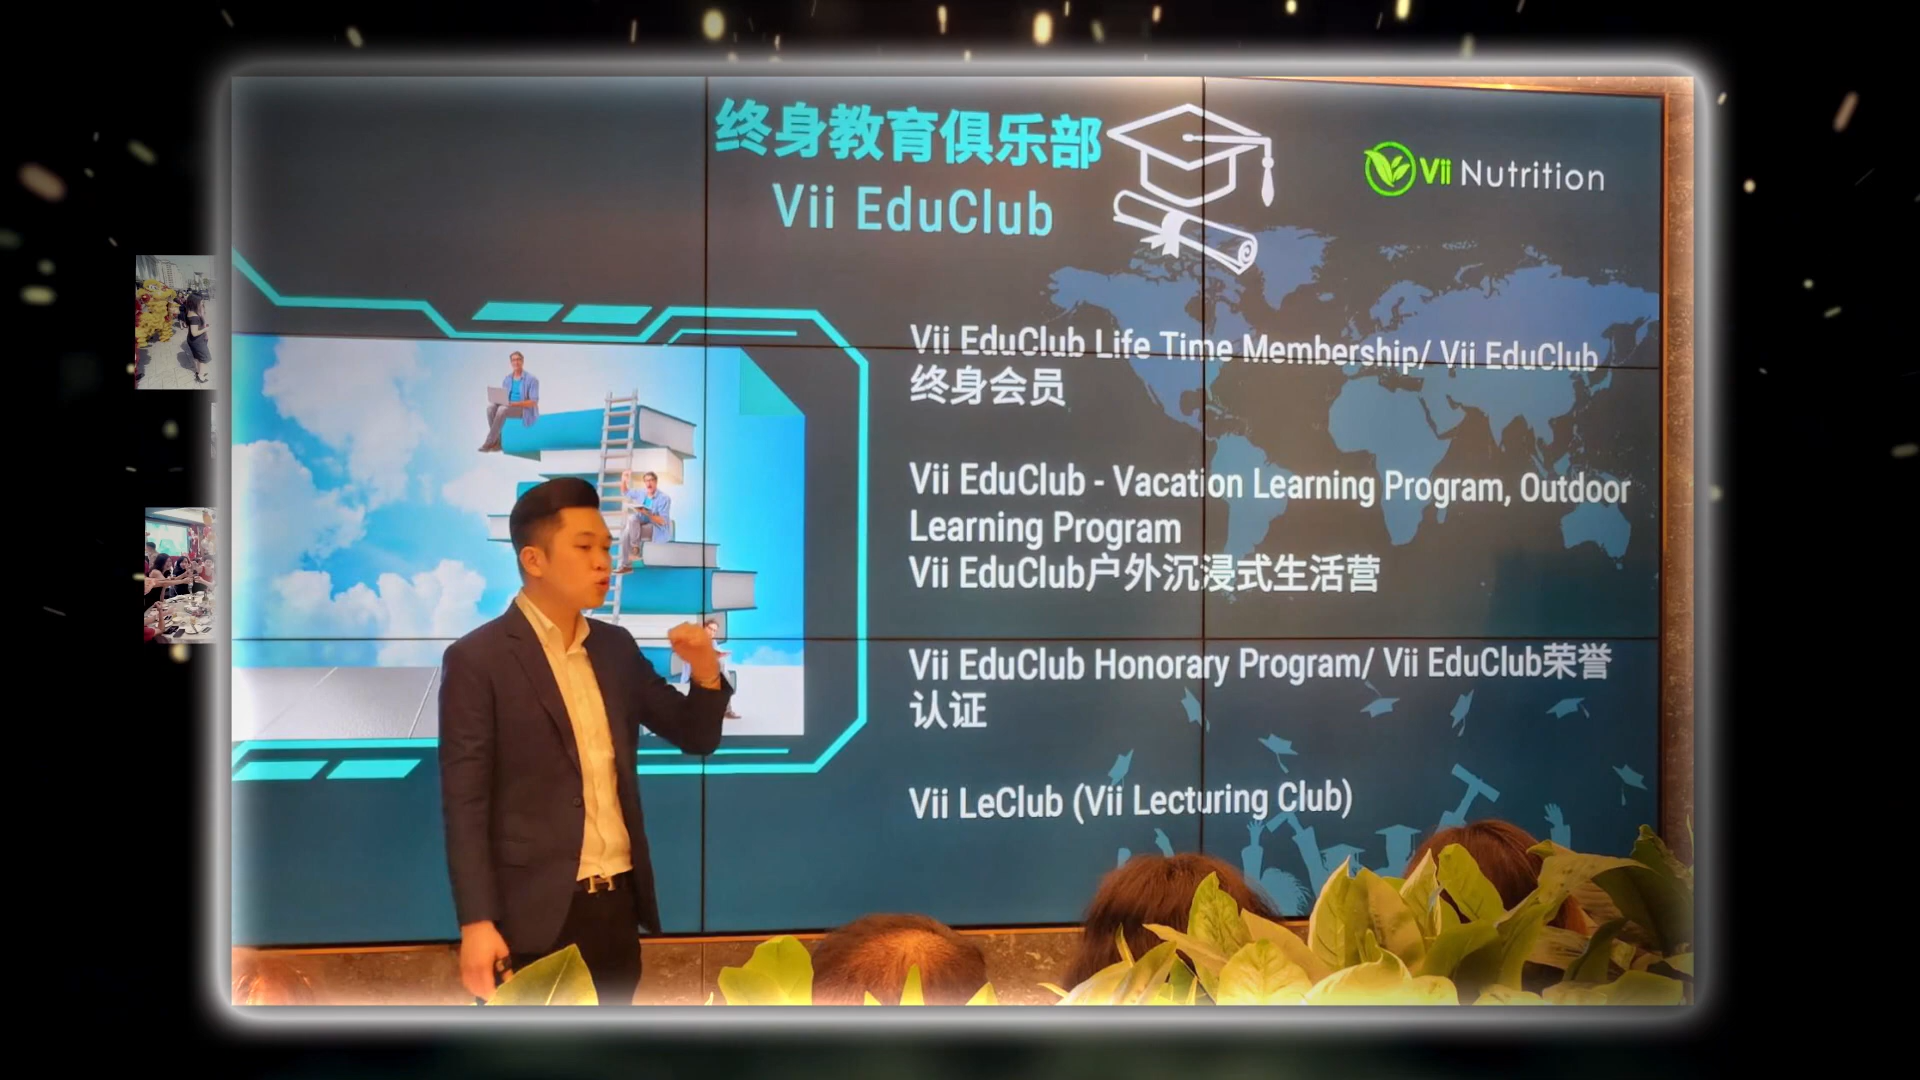 终身教育俱乐部
Vii EduClub
Vii Nutrition
Vii EduClub Life Time Membership/ Vii EduClub
终身会员
Vii EduClub - Vacation Learning Program, Outdoor
Learning Program
Vii EduClub户外沉浸式生活营
Vii EduClub Honorary Program/ Vii EduClub荣誉
认证
Vii LeClub (Vii Lecturing Club)